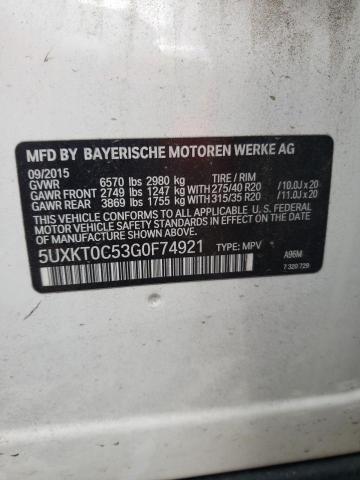 MFD BY BAYERISCHE MOTOREN WERKE AG
09/2015
GVWR 6570 lbs 2980 kg TIRE / RIM
GAWR FRONT 2749 lbs 1247 kg WITH 275/40 R20 /10.0J x 20
GAWR REAR 3869 lbs 1755 kg WITH 315/35 R20 /11.0J x 20
THIS VEHICLE CONFORMS TO ALL APPLICABLE
U.S. FEDERAL MOTOR VEHICLE SAFETY STANDARDS IN
EFFECT ON THE DATE OF MANUFACTURE SHOWN ABOVE.
5UXKT0C53G0F74921 TYPE: MPV A96M
7 320 729